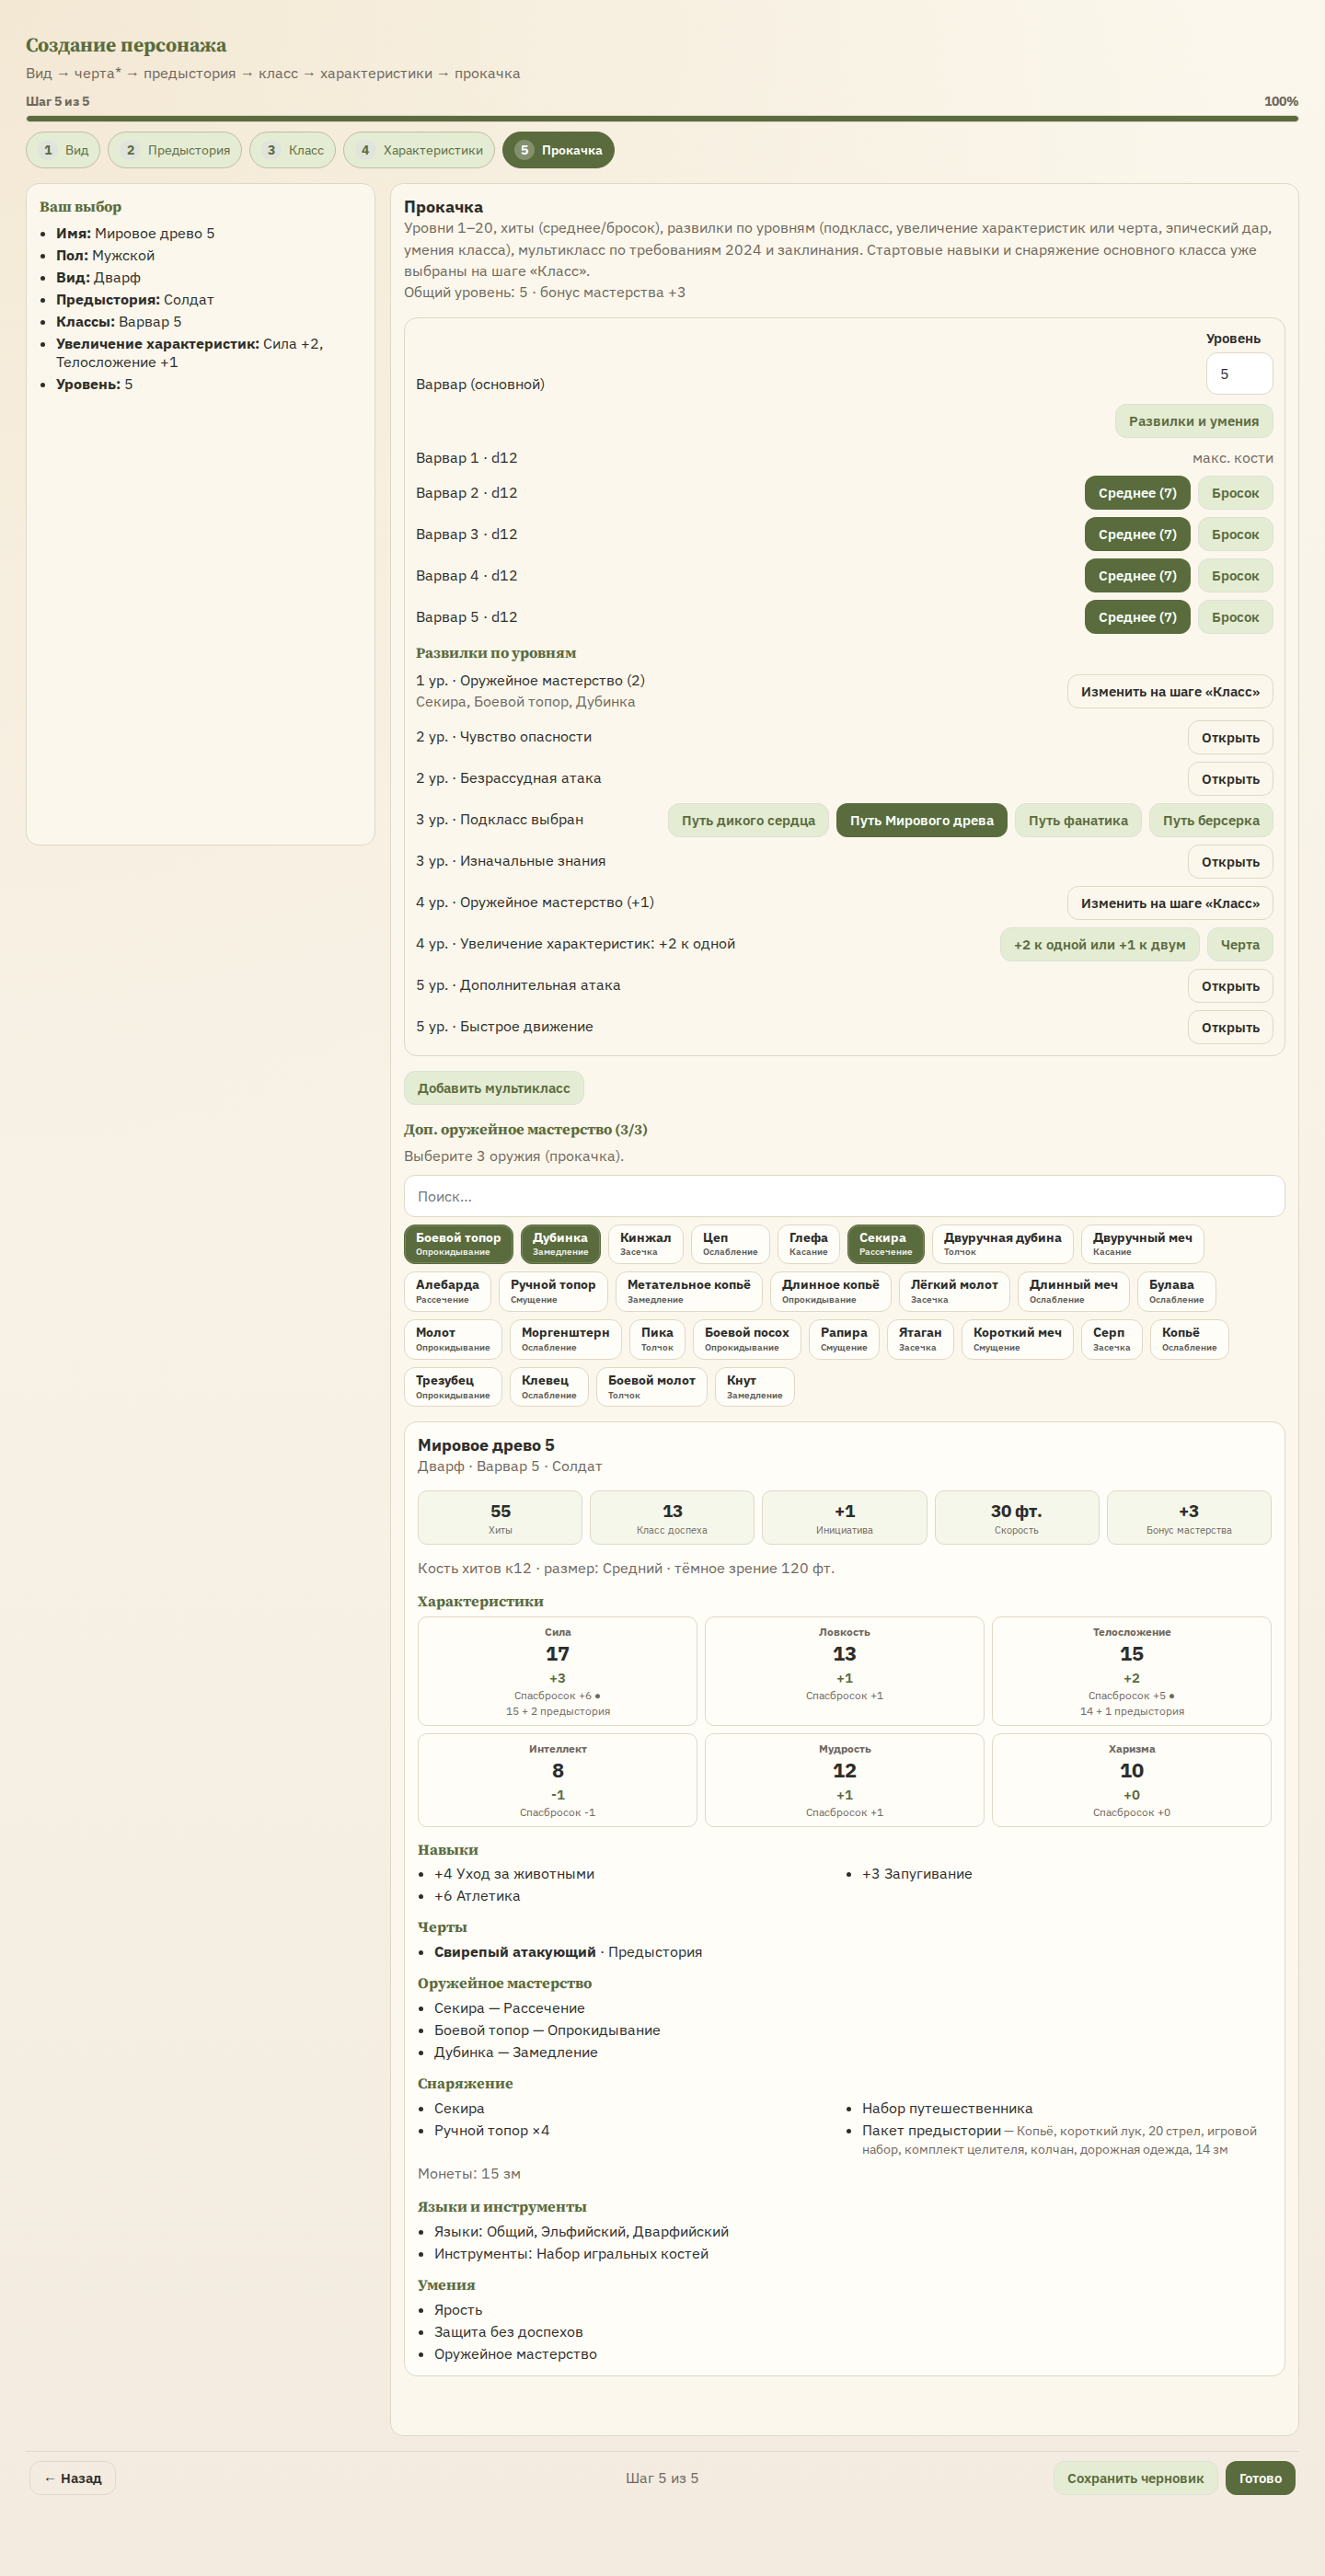 Создание персонажа
Вид → черта* → предыстория → класс → характеристики → прокачка
Шаг 5 из 5
100%
1 Вид
2 Предыстория
3 Класс
4 Характеристики
5 Прокачка
Ваш выбор
• Имя: Мировое древо 5
• Пол: Мужской
• Вид: Дварф
• Предыстория: Солдат
• Классы: Варвар 5
• Увеличение характеристик: Сила +2,
Телосложение +1
• Уровень: 5
Прокачка
Уровни 1–20, хиты (среднее/бросок), развилки по уровням (подкласс, увеличение характеристик или черта, эпический дар,
умения класса), мультикласс по требованиям 2024 и заклинания. Стартовые навыки и снаряжение основного класса уже
выбраны на шаге «Класс».
Общий уровень: 5 · бонус мастерства +3
Уровень
Варвар (основной)
5
Развилки и умения
Варвар 1 · d12
макс. кости
Варвар 2 · d12
Среднее (7)
Бросок
Варвар 3 · d12
Среднее (7)
Бросок
Варвар 4 · d12
Среднее (7)
Бросок
Варвар 5 · d12
Среднее (7)
Бросок
Развилки по уровням
1 ур. · Оружейное мастерство (2)
Секира, Боевой топор, Дубинка
Изменить на шаге «Класс»
2 ур. · Чувство опасности
Открыть
2 ур. · Безрассудная атака
Открыть
3 ур. · Подкласс выбран
Путь дикого сердца
Путь Мирового древа
Путь фанатика
Путь берсерка
3 ур. · Изначальные знания
Открыть
4 ур. · Оружейное мастерство (+1)
Изменить на шаге «Класс»
4 ур. · Увеличение характеристик: +2 к одной
+2 к одной или +1 к двум
Черта
5 ур. · Дополнительная атака
Открыть
5 ур. · Быстрое движение
Открыть
Добавить мультикласс
Доп. оружейное мастерство (3/3)
Выберите 3 оружия (прокачка).
Поиск...
Боевой топор
Опрокидывание
Дубинка
Замедление
Кинжал
Засечка
Цеп
Ослабление
Глефа
Касание
Секира
Рассечение
Двуручная дубина
Толчок
Двуручный меч
Касание
Алебарда
Рассечение
Ручной топор
Смущение
Метательное копьё
Замедление
Длинное копьё
Опрокидывание
Лёгкий молот
Засечка
Длинный меч
Ослабление
Булава
Ослабление
Молот
Опрокидывание
Моргенштерн
Ослабление
Пика
Толчок
Боевой посох
Опрокидывание
Рапира
Смущение
Ятаган
Засечка
Короткий меч
Смущение
Серп
Засечка
Копьё
Ослабление
Трезубец
Опрокидывание
Клевец
Ослабление
Боевой молот
Толчок
Кнут
Замедление
Мировое древо 5
Дварф · Варвар 5 · Солдат
55
Хиты
13
Класс доспеха
+1
Инициатива
30 фт.
Скорость
+3
Бонус мастерства
Кость хитов к12 · размер: Средний · тёмное зрение 120 фт.
Характеристики
Сила
17
+3
Спасбросок +6 •
15 + 2 предыстория
Ловкость
13
+1
Спасбросок +1
Телосложение
15
+2
Спасбросок +5 •
14 + 1 предыстория
Интеллект
8
-1
Спасбросок -1
Мудрость
12
+1
Спасбросок +1
Харизма
10
+0
Спасбросок +0
Навыки
• +4 Уход за животными
• +6 Атлетика
• +3 Запугивание
Черты
• Свирепый атакующий · Предыстория
Оружейное мастерство
• Секира — Рассечение
• Боевой топор — Опрокидывание
• Дубинка — Замедление
Снаряжение
• Секира
• Ручной топор ×4
• Набор путешественника
• Пакет предыстории — Копьё, короткий лук, 20 стрел, игровой
набор, комплект целителя, колчан, дорожная одежда, 14 зм
Монеты: 15 зм
Языки и инструменты
• Языки: Общий, Эльфийский, Дварфийский
• Инструменты: Набор игральных костей
Умения
• Ярость
• Защита без доспехов
• Оружейное мастерство
← Назад
Шаг 5 из 5
Сохранить черновик
Готово